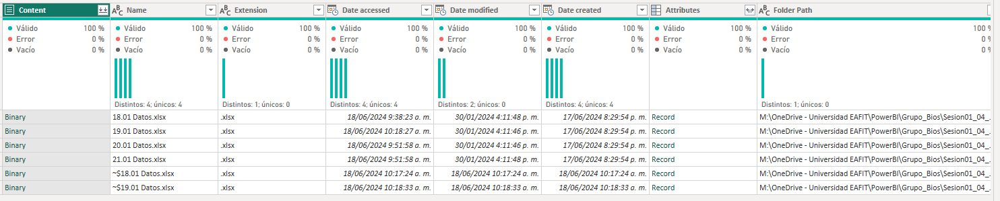 Content Name Extension Date accessed Date modified Date created Attributes Folder Path
Válido 100 % Válido 100 % Válido 100 % Válido 100 % Válido 100 % Válido 100 % Válido 100 % Válido 100 %
Error 0 % Error 0 % Error 0 % Error 0 % Error 0 % Error 0 % Error 0 % Error 0 %
Vacío 0 % Vacío 0 % Vacío 0 % Vacío 0 % Vacío 0 % Vacío 0 % Vacío 0 % Vacío 0 %
Distintos: 4; únicos: 4 Distintos: 1; únicos: 0 Distintos: 4; únicos: 4 Distintos: 2; únicos: 0 Distintos: 4; únicos: 4 Distintos: 1; únicos: 0
Binary 18.01 Datos.xlsx .xlsx 18/06/2024 9:38:23 a. m. 30/01/2024 4:11:48 p. m. 17/06/2024 8:29:54 p. m. Record M:\OneDrive - Universidad EAFIT\PowerBI\Grupo_Bios\Sesion01_04_...
Binary 19.01 Datos.xlsx .xlsx 18/06/2024 10:18:27 a. m. 30/01/2024 4:11:46 p. m. 17/06/2024 8:29:54 p. m. Record M:\OneDrive - Universidad EAFIT\PowerBI\Grupo_Bios\Sesion01_04_...
Binary 20.01 Datos.xlsx .xlsx 18/06/2024 9:51:58 a. m. 30/01/2024 4:11:46 p. m. 17/06/2024 8:29:54 p. m. Record M:\OneDrive - Universidad EAFIT\PowerBI\Grupo_Bios\Sesion01_04_...
Binary 21.01 Datos.xlsx .xlsx 18/06/2024 9:51:58 a. m. 30/01/2024 4:11:48 p. m. 17/06/2024 8:29:54 p. m. Record M:\OneDrive - Universidad EAFIT\PowerBI\Grupo_Bios\Sesion01_04_...
Binary ~$18.01 Datos.xlsx .xlsx 18/06/2024 10:17:24 a. m. 18/06/2024 10:17:24 a. m. 18/06/2024 10:17:24 a. m. Record M:\OneDrive - Universidad EAFIT\PowerBI\Grupo_Bios\Sesion01_04_...
Binary ~$19.01 Datos.xlsx .xlsx 18/06/2024 10:18:33 a. m. 18/06/2024 10:18:33 a. m. 18/06/2024 10:18:33 a. m. Record M:\OneDrive - Universidad EAFIT\PowerBI\Grupo_Bios\Sesion01_04_...